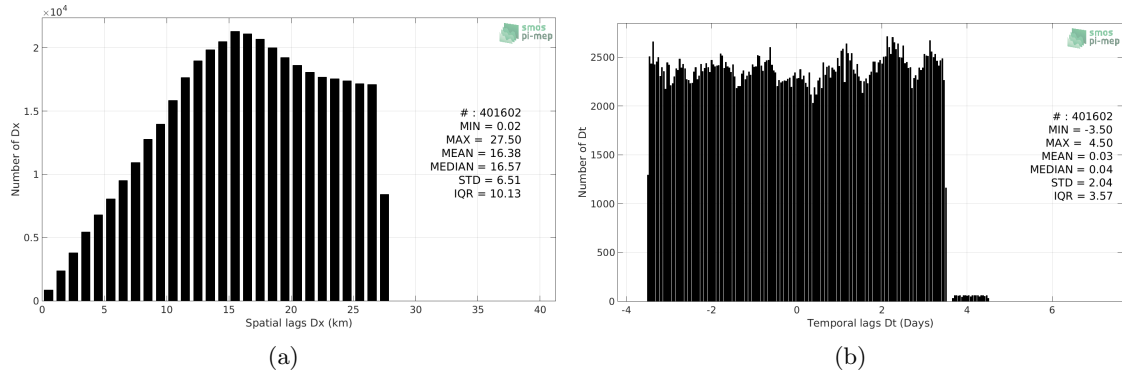 ×10⁴
2
1.5
1
0.5
0
Number of Dx
smos
pi-mep
# : 401602
MIN = 0.02
MAX = 27.50
MEAN = 16.38
MEDIAN = 16.57
STD = 6.51
IQR = 10.13
0 5 10 15 20 25 30 35 40
Spatial lags Dx (km)
(a)
2500
2000
1500
1000
500
0
Number of Dt
smos
pi-mep
# : 401602
MIN = -3.50
MAX = 4.50
MEAN = 0.03
MEDIAN = 0.04
STD = 2.04
IQR = 3.57
-4 -2 0 2 4 6
Temporal lags Dt (Days)
(b)